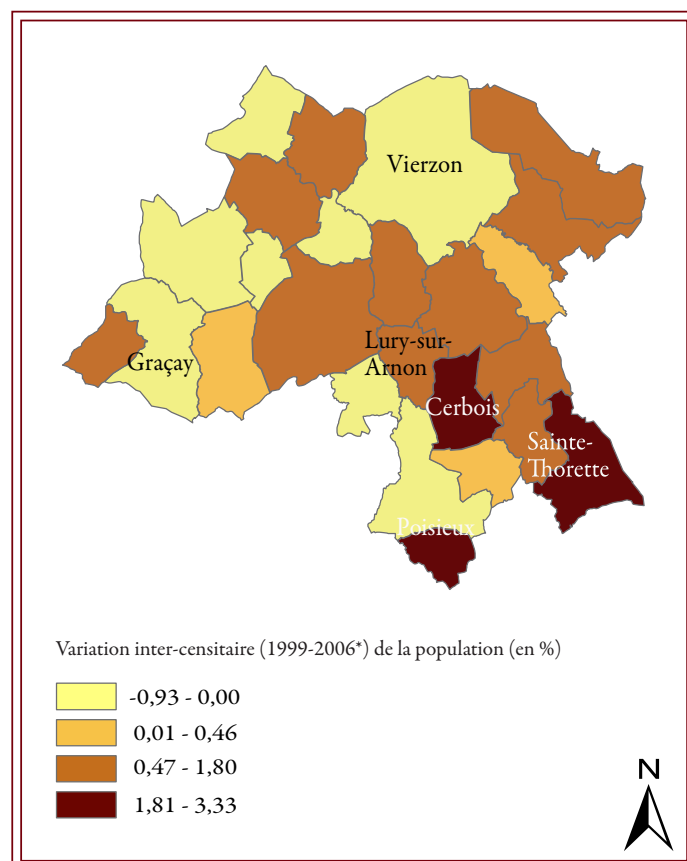 Vierzon
Lury-sur-
Arnon
Graçay
Cerbois
Sainte-
Thorette
Poisieux
Variation inter-censitaire (1999-2006*) de la population (en %)
-0,93 - 0,00
0,01 - 0,46
0,47 - 1,80
1,81 - 3,33
N